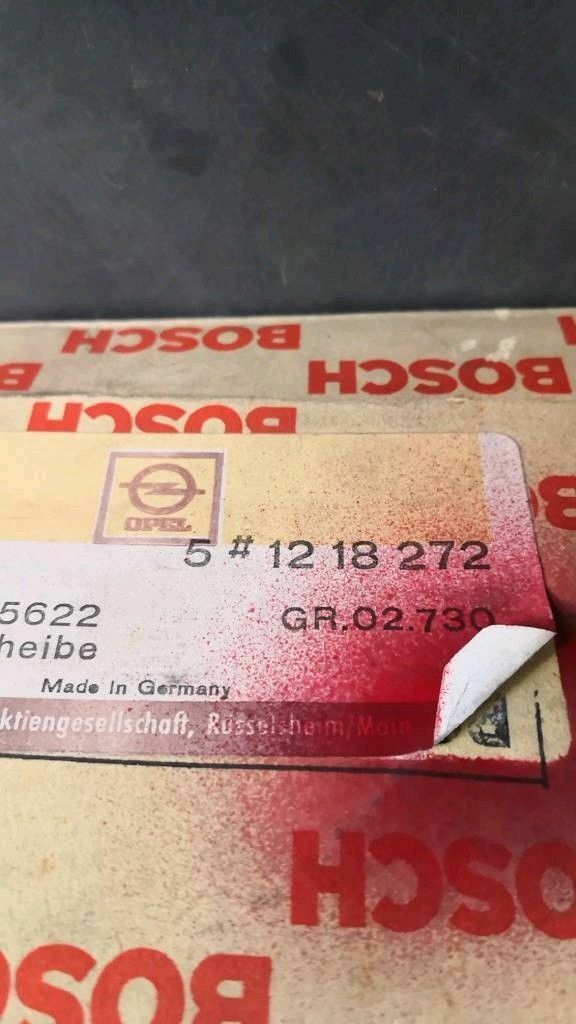 BOSCH
BOSCH
BOSCH
OPEL
5 # 12 18 272
5622 GR.02.730
heibe
Made In Germany
ktiengesellschaft, Rüsselsheim/Main
BOSCH
BOSCH